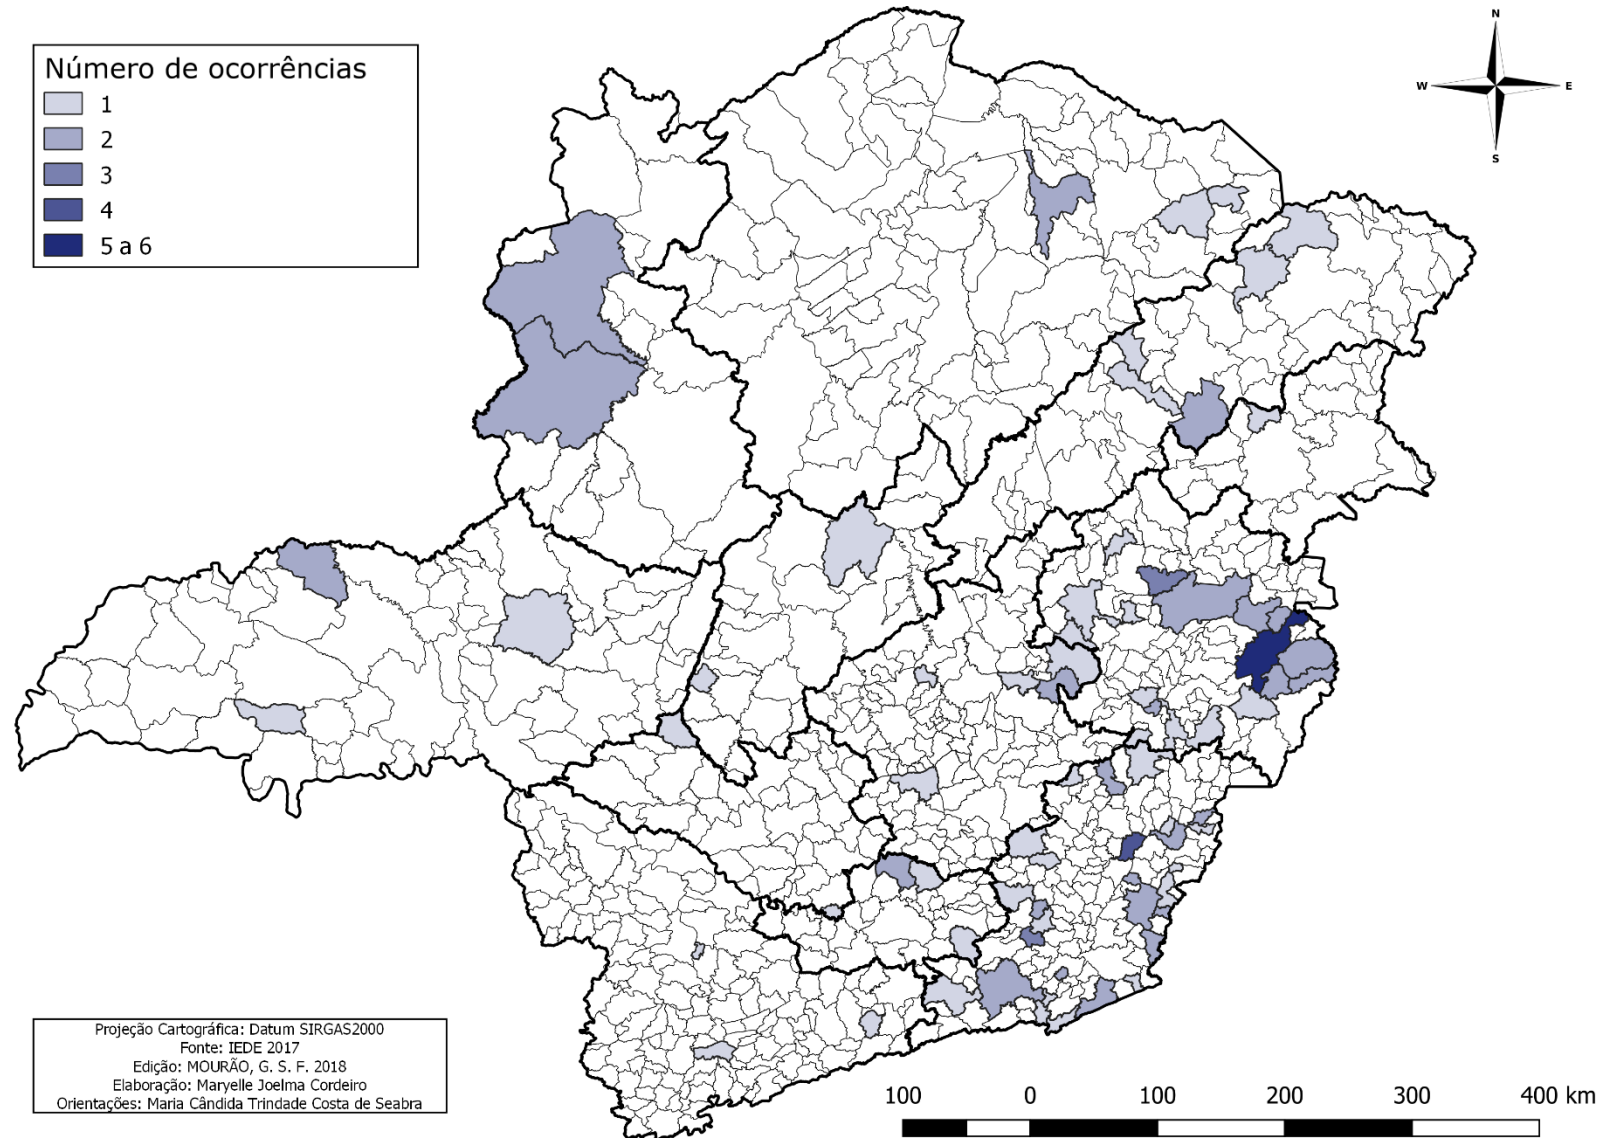 Número de ocorrências
1
2
3
4
5 a 6
N
W
E
S
Projeção Cartográfica: Datum SIRGAS2000
Fonte: IEDE 2017
Edição: MOURÃO, G. S. F. 2018
Elaboração: Maryelle Joelma Cordeiro
Orientações: Maria Cândida Trindade Costa de Seabra
100 0 100 200 300 400 km